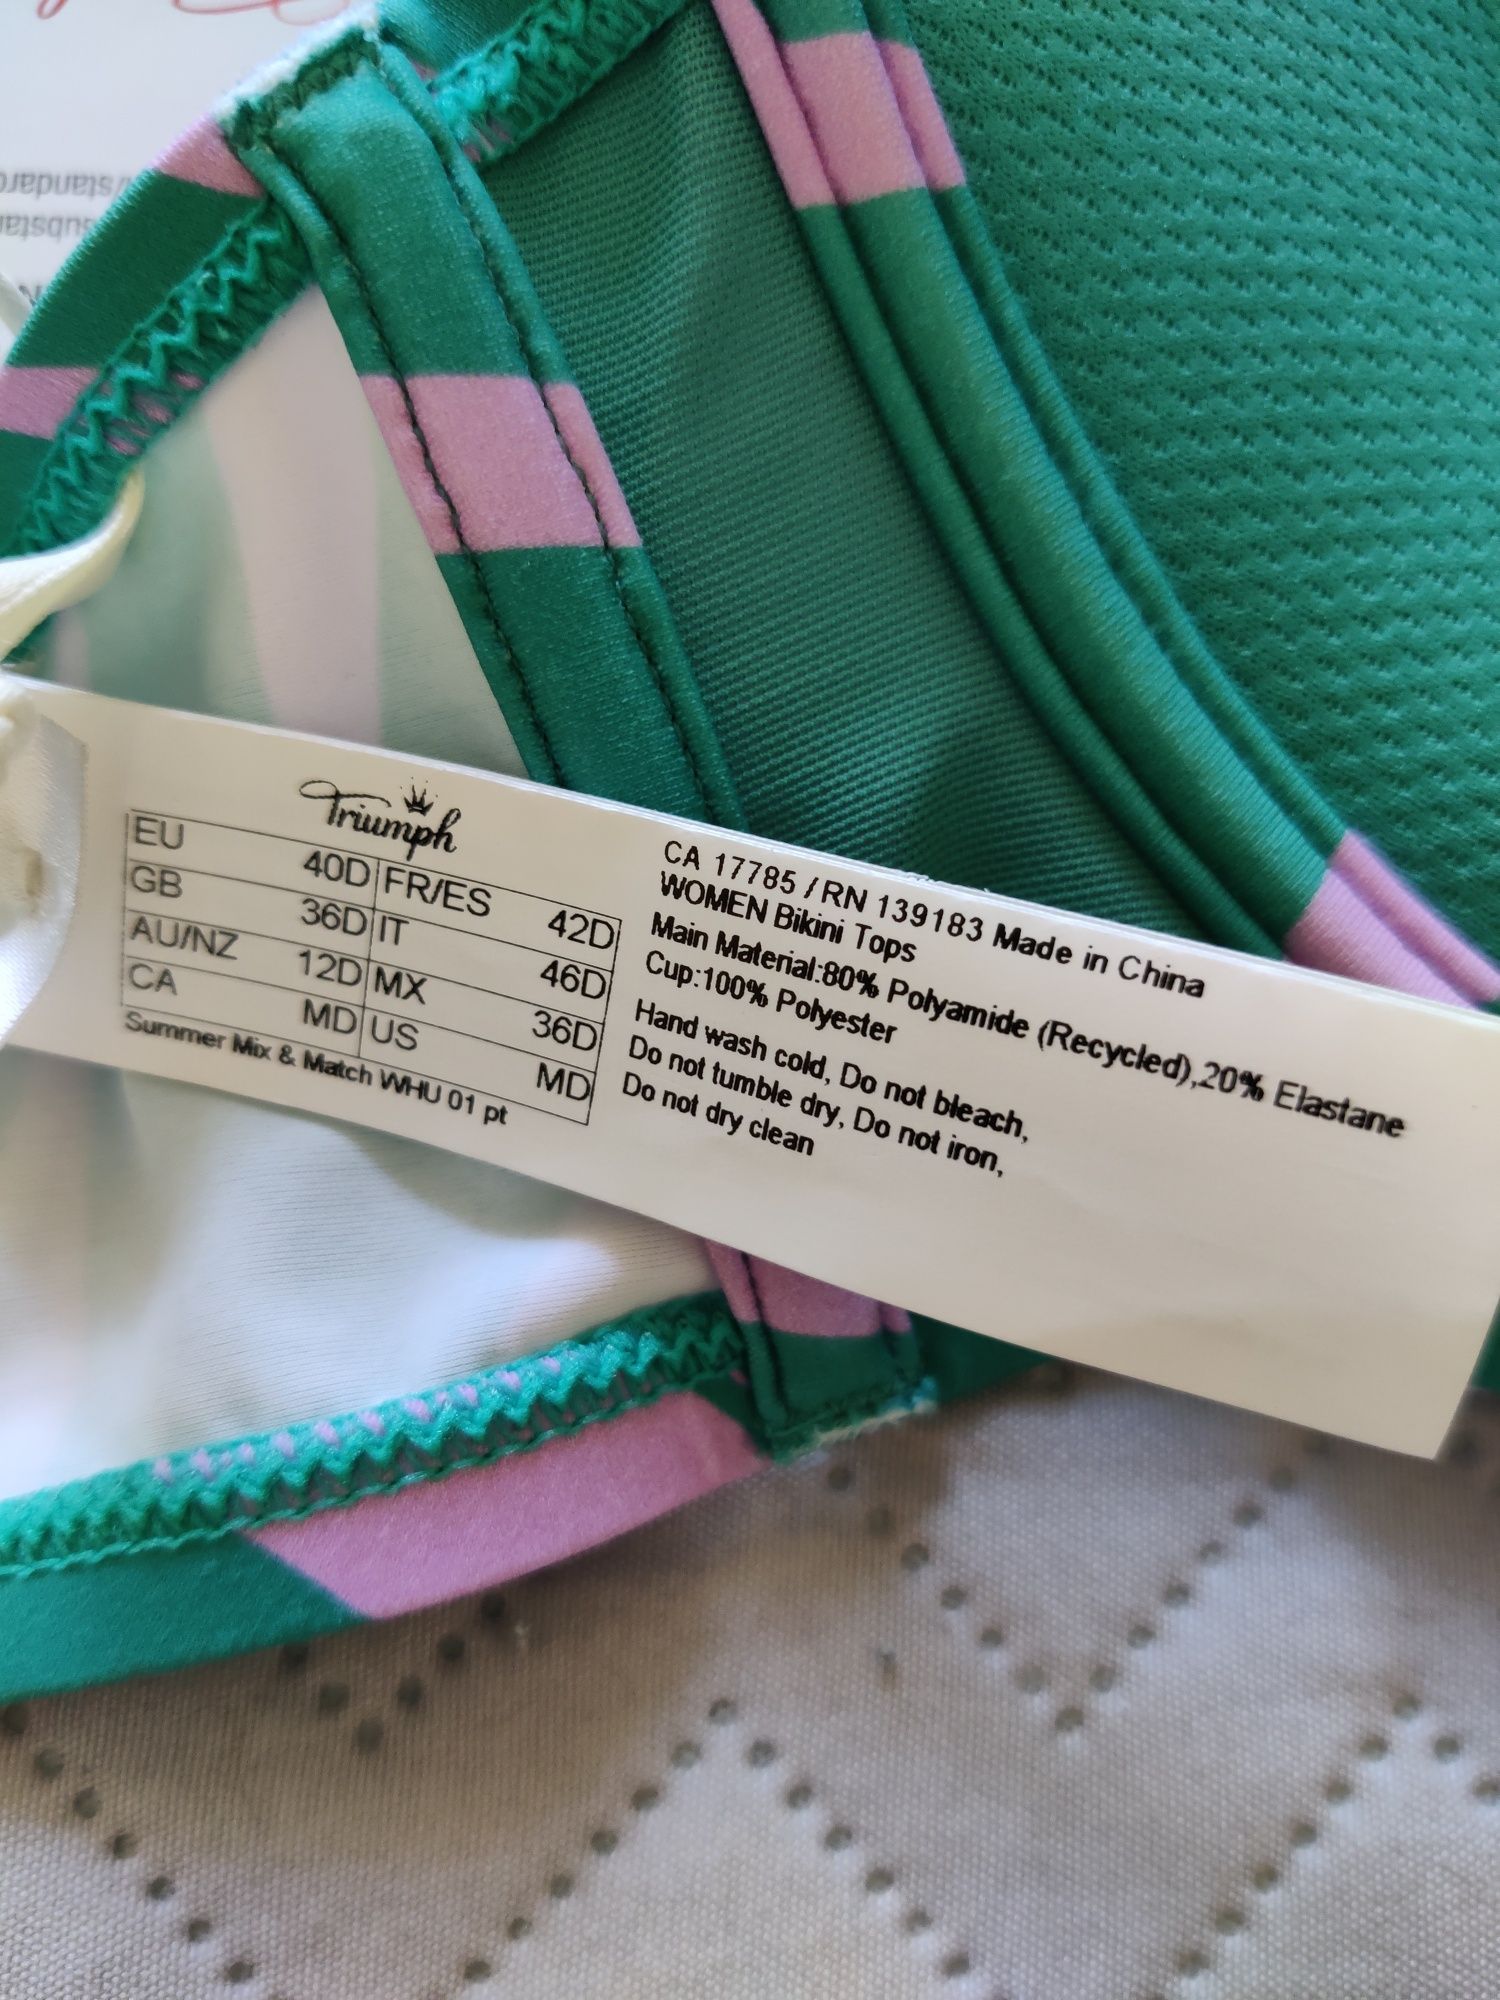 Triumph
EU 40D FR/ES 42D
GB 36D IT 46D
AU/NZ 12D MX 36D
CA MD US MD
Summer Mix & Match WHU 01 pt
CA 17785 / RN 139183 Made in China
WOMEN Bikini Tops
Main Material:80% Polyamide (Recycled),20% Elastane
Cup:100% Polyester
Hand wash cold, Do not bleach,
Do not tumble dry, Do not iron,
Do not dry clean